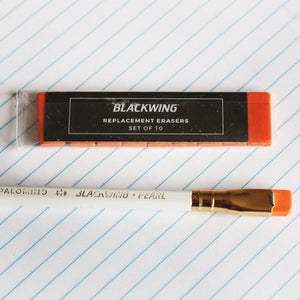 BLACKWING
REPLACEMENT ERASERS
SET OF 10
PALOMINO BLACKWING • PEARL